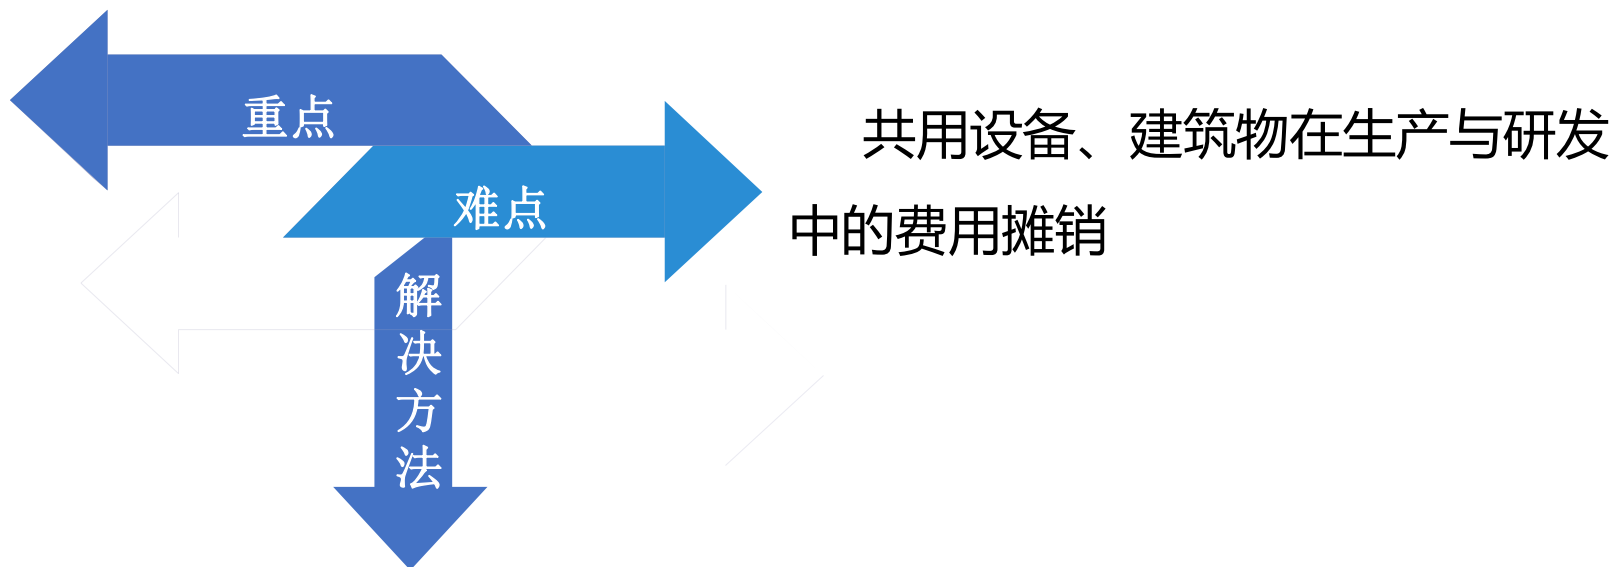 重点
难点
共用设备、建筑物在生产与研发
中的费用摊销
解
决
方
法